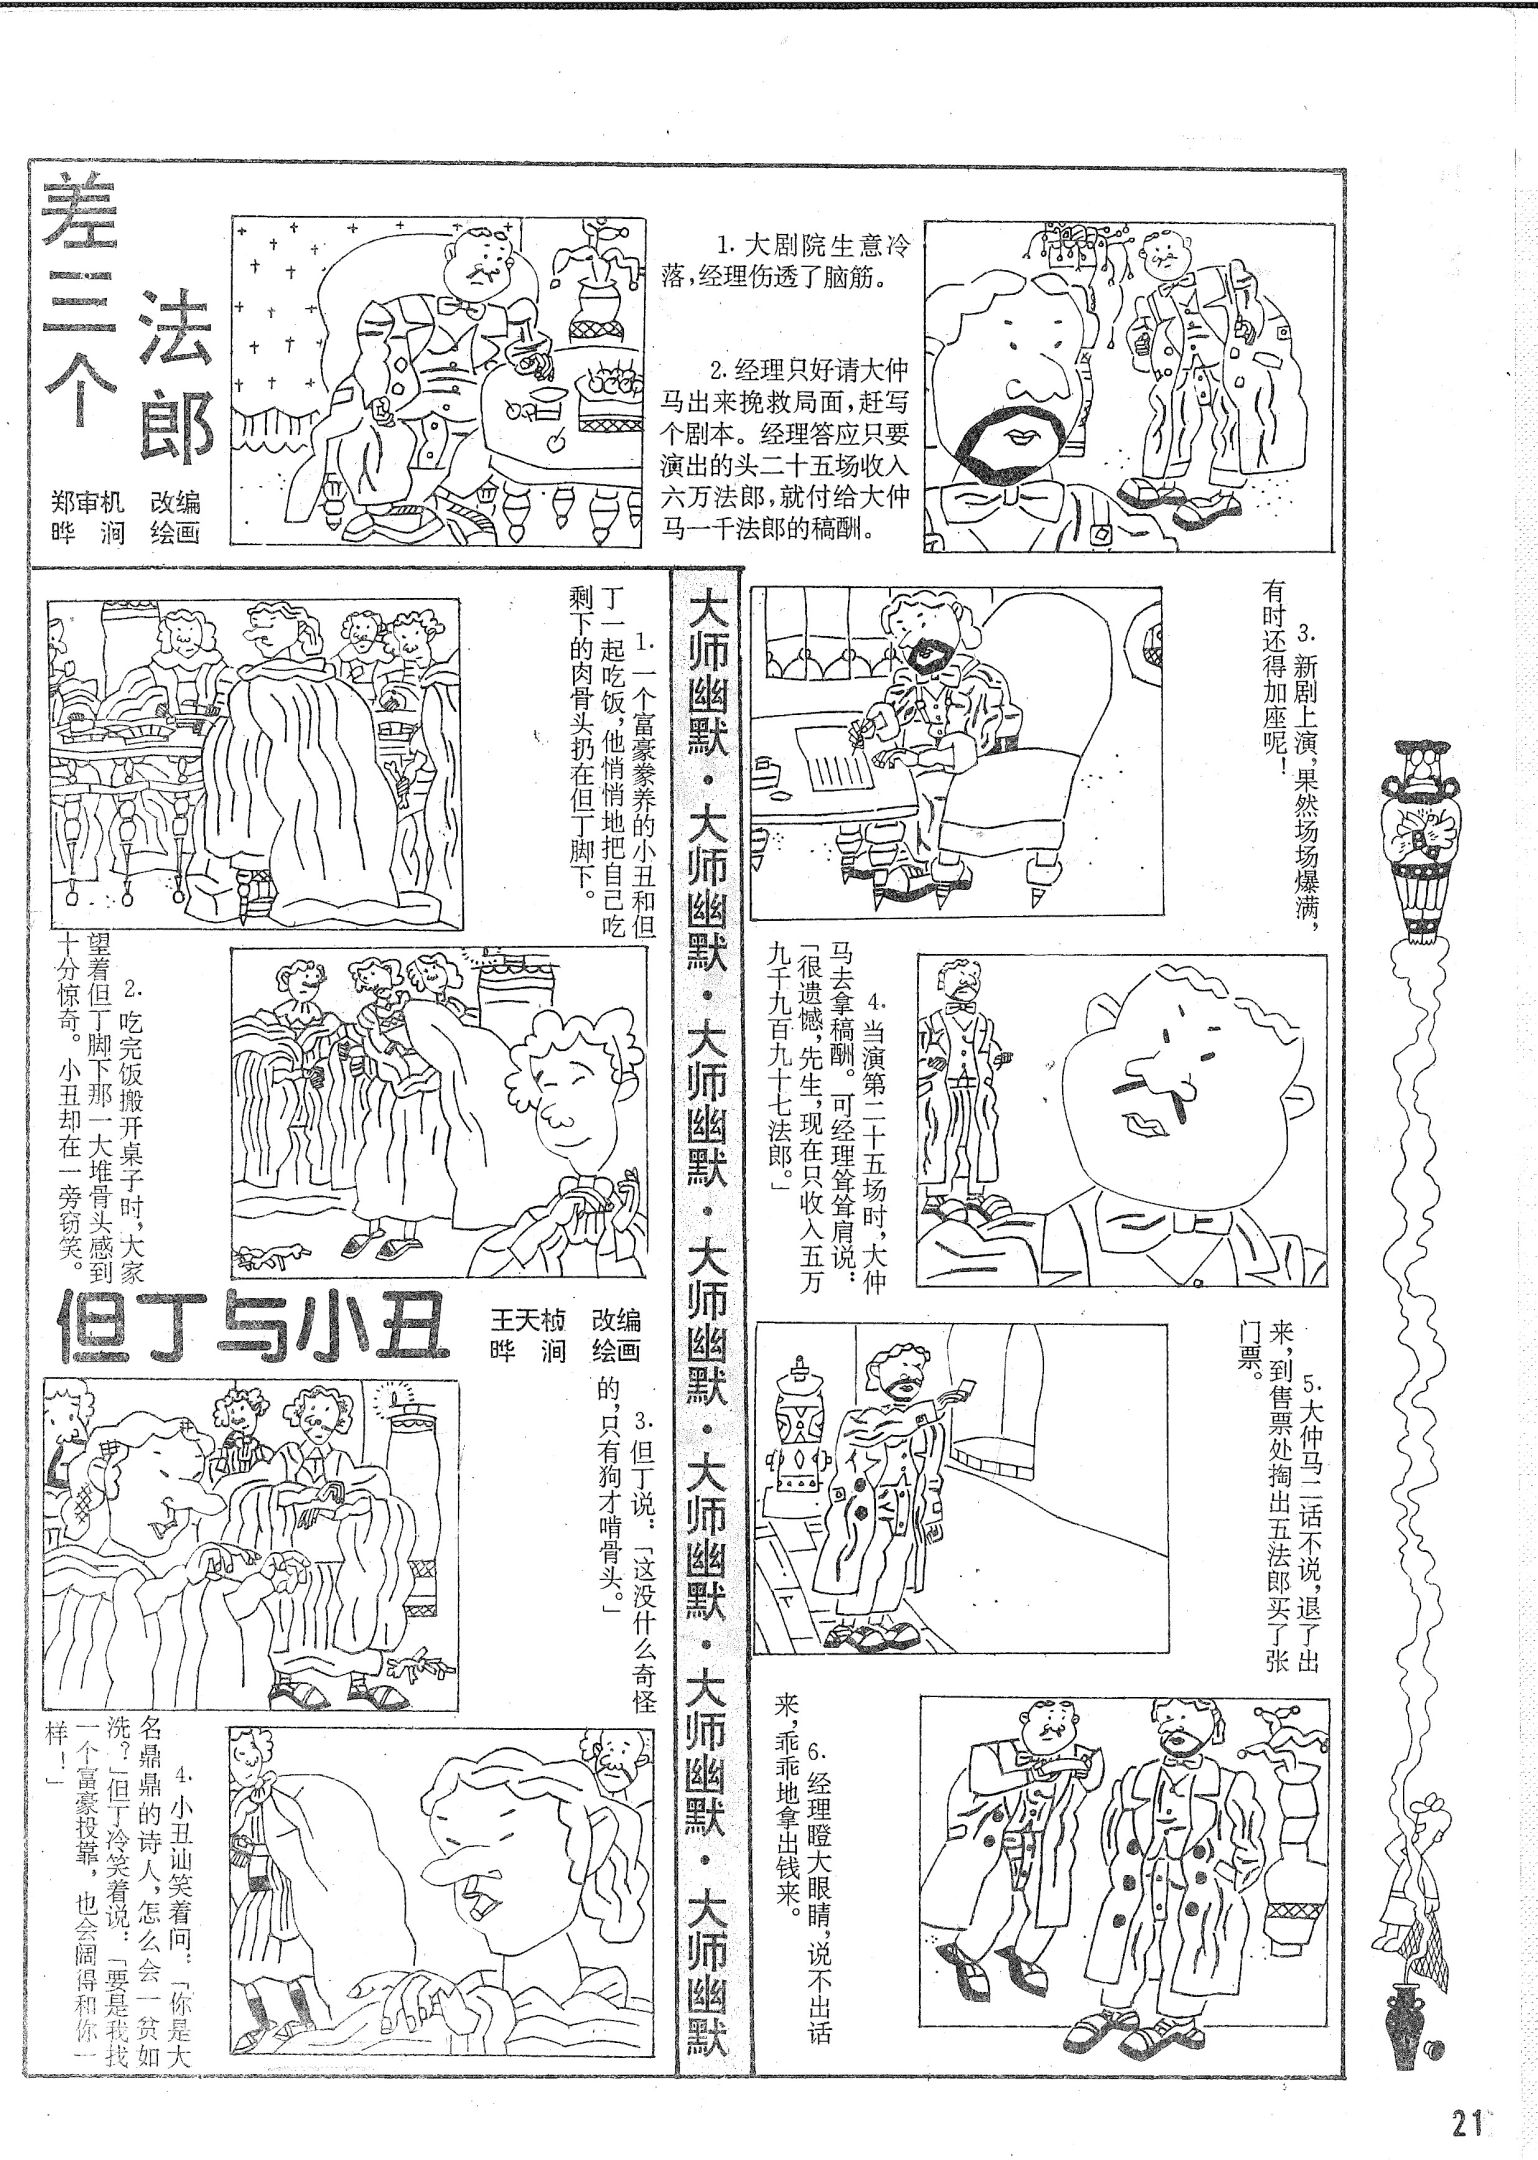 差三个
法郎
郑审机 改编
晔 涧 绘画
1. 大剧院生意冷
落，经理伤透了脑筋。
2. 经理只好请大仲
马出来挽救局面，赶写
个剧本。经理答应只要
演出的头二十五场收入
六万法郎，就付给大仲
马一千法郎的稿酬。
3. 新剧上演，果然场场爆满，
有时还得加座呢！
4. 当演第二十五场时，大仲
马去拿稿酬。可经理耸耸肩说：
「很遗憾，先生，现在只收入五万
九千九百九十七法郎。」
5. 大仲马二话不说，退了出
来，到售票处掏出五法郎买了张
门票。
6. 经理瞪大眼睛，说不出话
来，乖乖地拿出钱来。
大师幽默·大师幽默·大师幽默·大师幽默·大师幽默·大师幽默·大师幽默
1. 一个富豪豢养的小丑和但
丁一起吃饭，他悄悄地把自己吃
剩下的肉骨头扔在但丁脚下。
2. 吃完饭搬开桌子时，大家
望着但丁脚下那一大堆骨头感到
十分惊奇。小丑却在一旁窃笑。
但丁与小丑
王天桢 改编
晔 涧 绘画
3. 但丁说：「这没什么奇怪
的，只有狗才啃骨头。」
4. 小丑讪笑着问：「你是大
名鼎鼎的诗人，怎么会一贫如
洗？」但丁冷笑着说：「要是我找
一个富豪投靠，也会阔得和你一
样！」
21